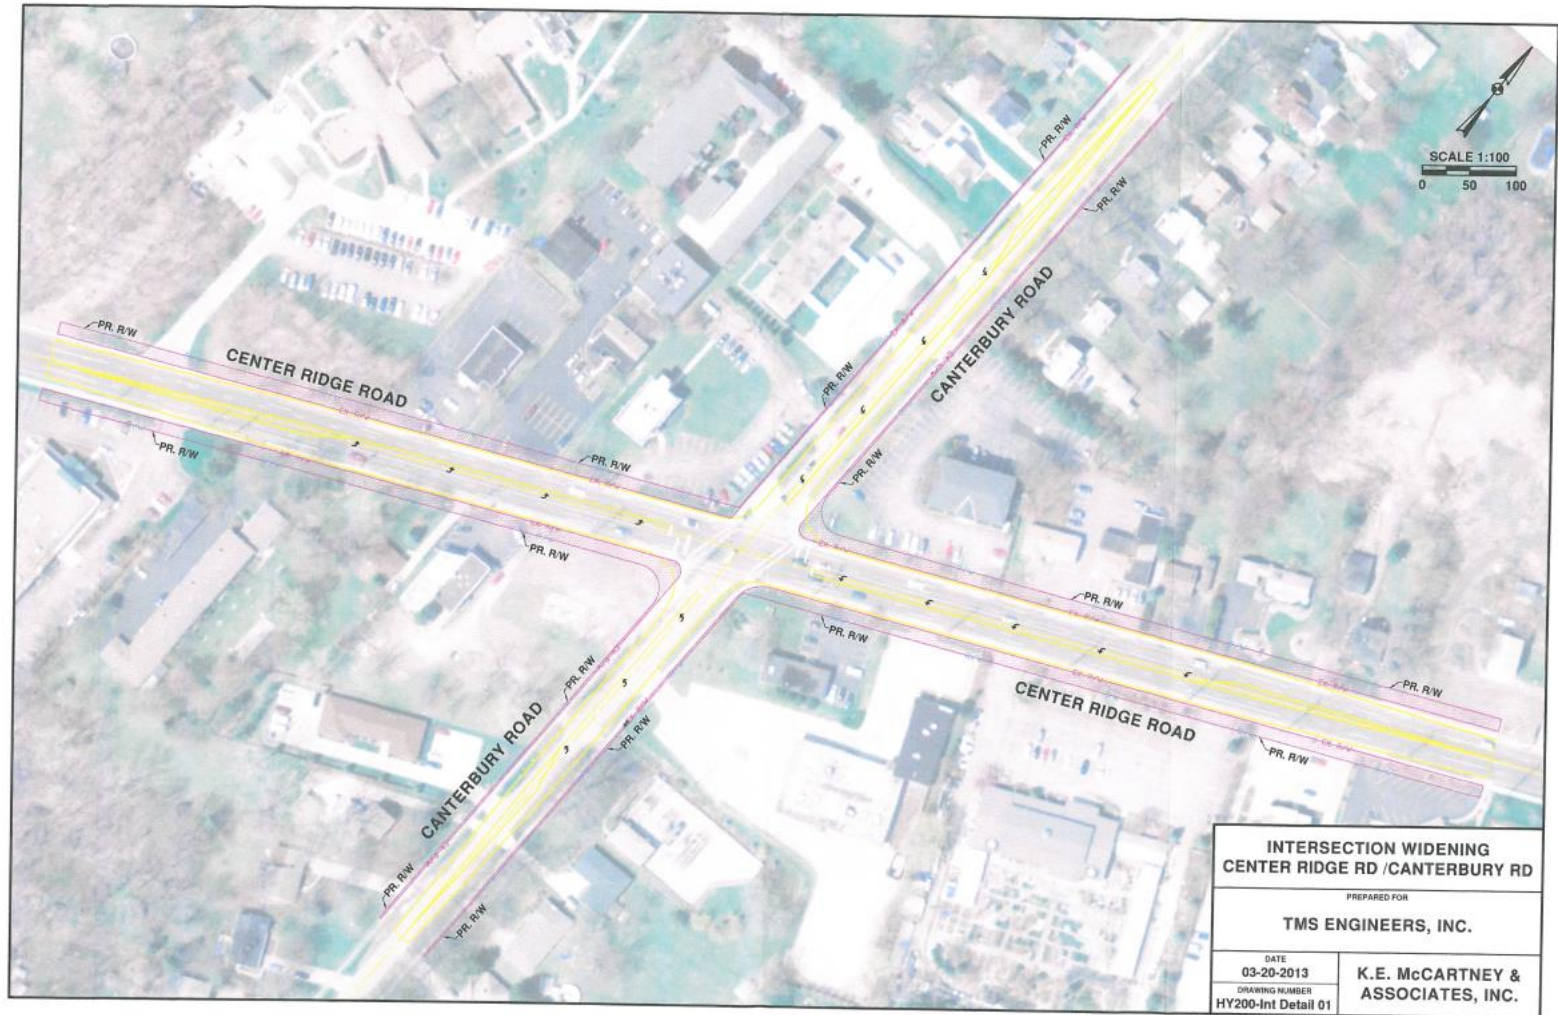 SCALE 1:100
0 50 100
PR. R/W
PR. R/W
CANTERBURY ROAD
PR. R/W
CENTER RIDGE ROAD
PR. R/W
PR. R/W
PR. R/W
PR. R/W
PR. R/W
PR. R/W
PR. R/W
PR. R/W
PR. R/W
PR. R/W
CENTER RIDGE ROAD
CANTERBURY ROAD
PR. R/W
PR. R/W
PR. R/W
PR. R/W
INTERSECTION WIDENING
CENTER RIDGE RD /CANTERBURY RD
PREPARED FOR
TMS ENGINEERS, INC.
DATE
03-20-2013
DRAWING NUMBER
HY200-Int Detail 01
K.E. McCARTNEY &
ASSOCIATES, INC.